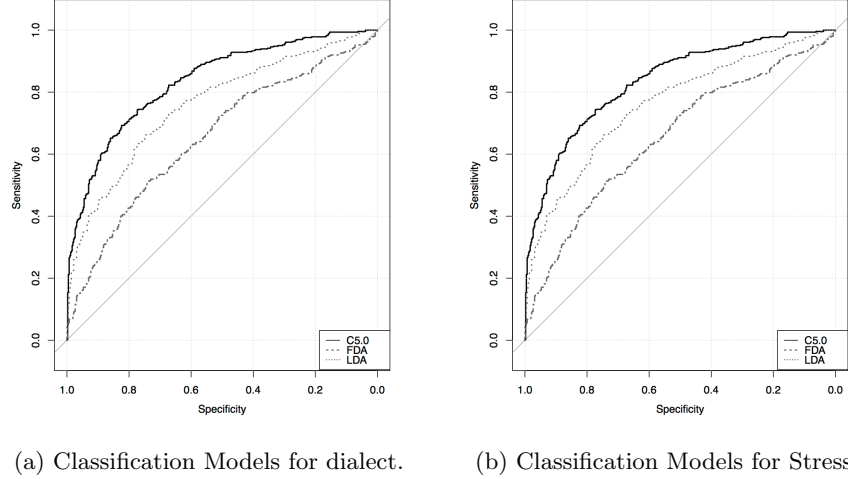 1.0
0.8
0.6
0.4
0.2
0.0
Sensitivity
C5.0
FDA
LDA
1.0 0.8 0.6 0.4 0.2 0.0
Specificity
(a) Classification Models for dialect.
1.0
0.8
0.6
0.4
0.2
0.0
Sensitivity
C5.0
FDA
LDA
1.0 0.8 0.6 0.4 0.2 0.0
Specificity
(b) Classification Models for Stress